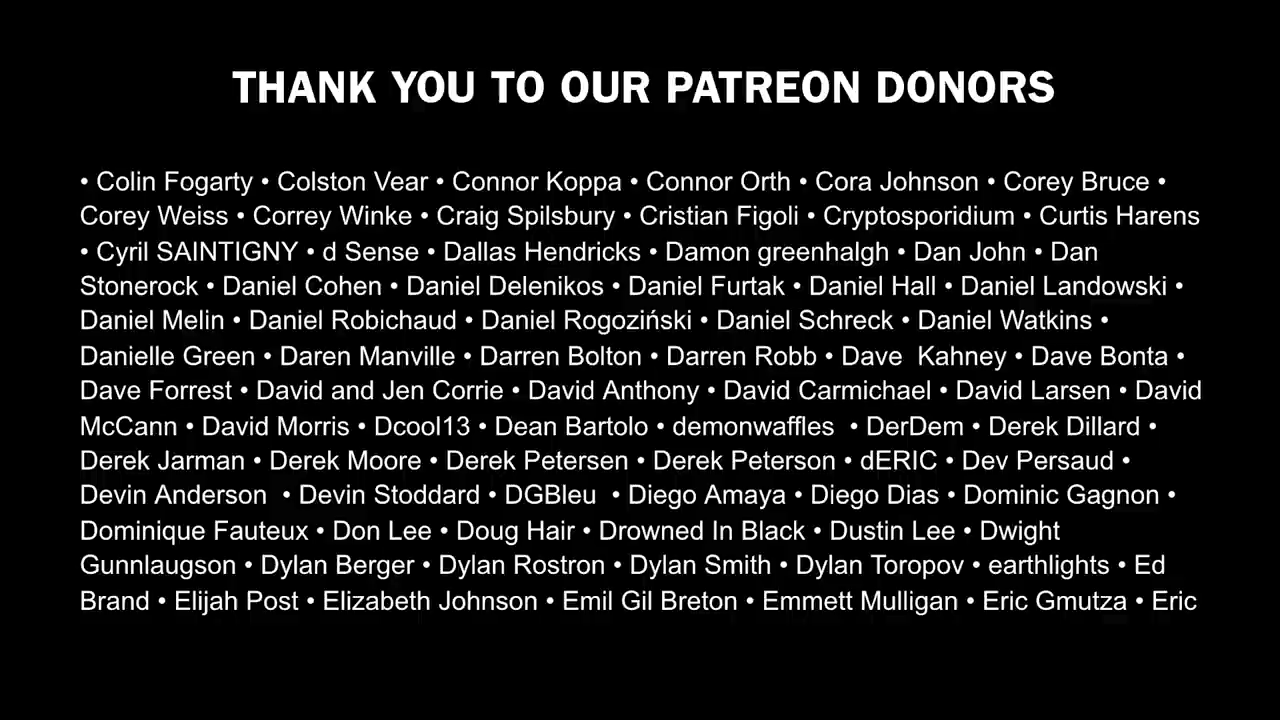 THANK YOU TO OUR PATREON DONORS
• Colin Fogarty • Colston Vear • Connor Koppa • Connor Orth • Cora Johnson • Corey Bruce •
Corey Weiss • Correy Winke • Craig Spilsbury • Cristian Figoli • Cryptosporidium • Curtis Harens
• Cyril SAINTIGNY • d Sense • Dallas Hendricks • Damon greenhalgh • Dan John • Dan
Stonerock • Daniel Cohen • Daniel Delenikos • Daniel Furtak • Daniel Hall • Daniel Landowski •
Daniel Melin • Daniel Robichaud • Daniel Rogoziński • Daniel Schreck • Daniel Watkins •
Danielle Green • Daren Manville • Darren Bolton • Darren Robb • Dave  Kahney • Dave Bonta •
Dave Forrest • David and Jen Corrie • David Anthony • David Carmichael • David Larsen • David
McCann • David Morris • Dcool13 • Dean Bartolo • demonwaffles  • DerDem • Derek Dillard •
Derek Jarman • Derek Moore • Derek Petersen • Derek Peterson • dERIC • Dev Persaud •
Devin Anderson  • Devin Stoddard • DGBleu  • Diego Amaya • Diego Dias • Dominic Gagnon •
Dominique Fauteux • Don Lee • Doug Hair • Drowned In Black • Dustin Lee • Dwight
Gunnlaugson • Dylan Berger • Dylan Rostron • Dylan Smith • Dylan Toropov • earthlights • Ed
Brand • Elijah Post • Elizabeth Johnson • Emil Gil Breton • Emmett Mulligan • Eric Gmutza • Eric